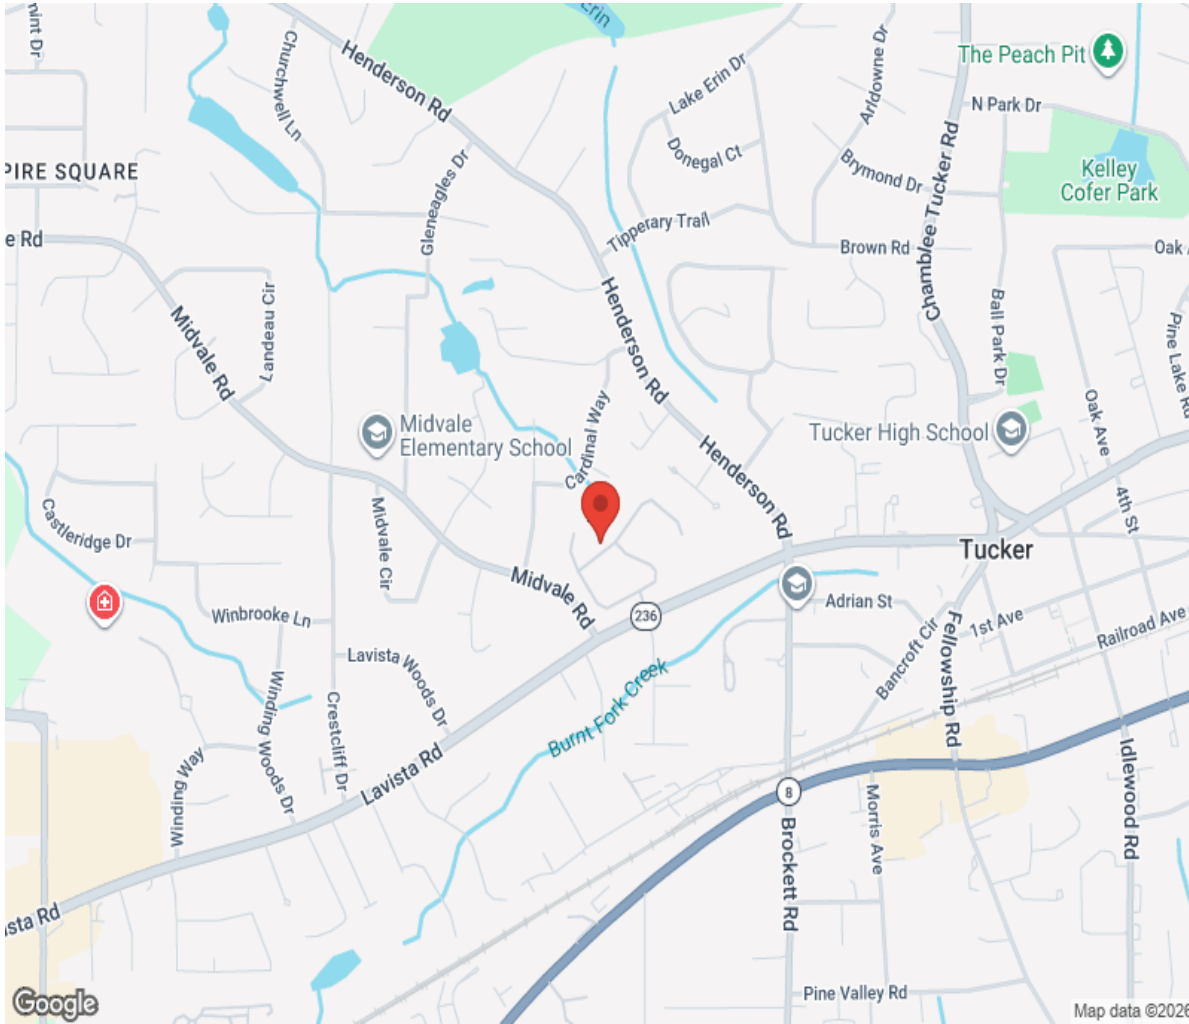 mint Dr
Churchwell Ln
Henderson Rd
Erin
Lake Erin Dr
Arldowne Dr
The Peach Pit
N Park Dr
Donegal Ct
Brymond Dr
Chamblee Tucker Rd
Kelley
Cofer Park
PIRE SQUARE
Gleneagles Dr
Tipperary Trail
Brown Rd
Oak
e Rd
Midvale Rd
Landeau Cir
Henderson Rd
Ball Park Dr
Pine Lake Rd
Midvale
Elementary School
Cardinal Way
Tucker High School
Oak Ave
Henderson Rd
4th St
Castleridge Dr
Midvale Cir
Midvale Rd
Tucker
236
Winbrooke Ln
Adrian St
Bancroft Cir
Fellowship Rd
1st Ave
Railroad Ave
Lavista Woods Dr
Winding Woods Dr
Crestcliff Dr
Burnt Fork Creek
Winding Way
Lavista Rd
8
Brockett Rd
Morris Ave
Idlewood Rd
ista Rd
Pine Valley Rd
Google
Map data ©2026